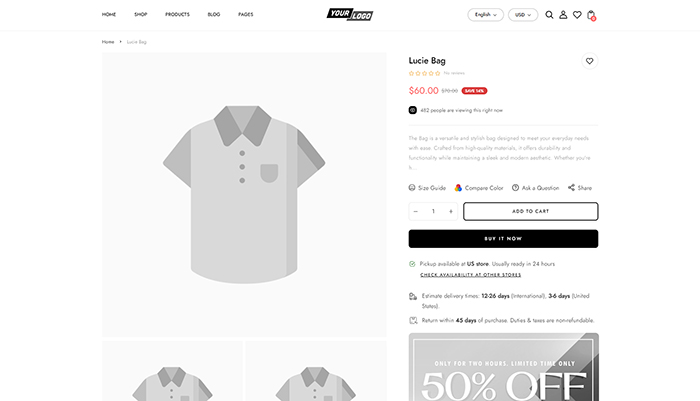 HOME SHOP PRODUCTS BLOG PAGES YOUR LOGO English USD
Home Lucie Bag
Lucie Bag
No reviews
$60.00 $70.00 SAVE 14%
462 people are viewing this right now
The Bag is a versatile and stylish bag designed to meet your everyday needs
with ease. Crafted from high-quality materials, it offers durability and
functionality while maintaining a sleek and modern aesthetic. Whether you're
h...
Size Guide Compare Color Ask a Question Share
− 1 + ADD TO CART
BUY IT NOW
Pickup available at US store. Usually ready in 24 hours
CHECK AVAILABILITY AT OTHER STORES
Estimate delivery times: 12-26 days (International), 3-6 days (United
States).
Return within 45 days of purchase. Duties & taxes are non-refundable.
ONLY FOR TWO HOURS. LIMITED TIME ONLY
50% OFF